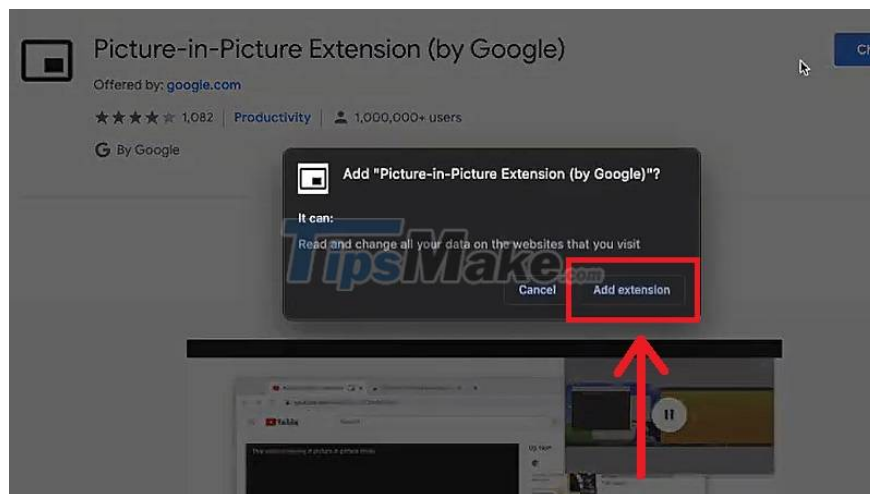 Picture-in-Picture Extension (by Google)
Offered by: google.com
1,082 Productivity 1,000,000+ users
G By Google
Add "Picture-in-Picture Extension (by Google)"?
It can:
Read and change all your data on the websites that you visit
TipsMake.com
Cancel Add extension
Search